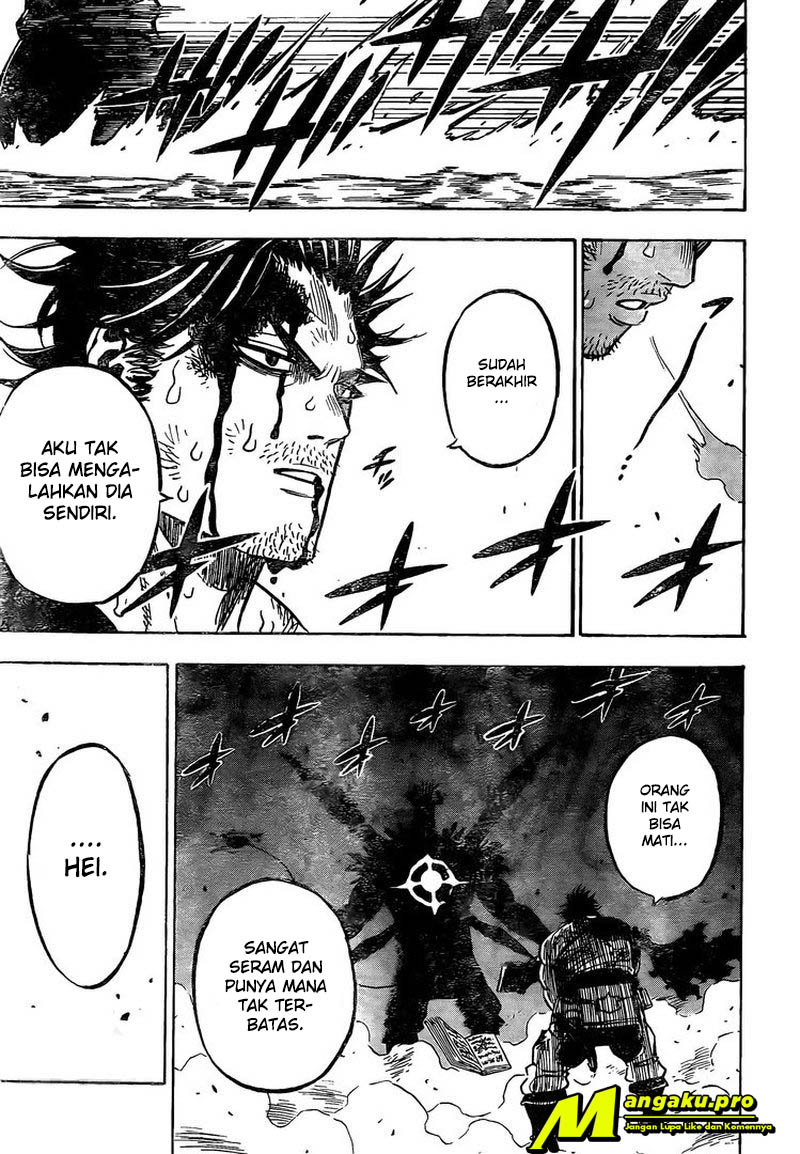 SUDAH
BERAKHIR
...
AKU TAK
BISA MENGA-
LAHKAN DIA
SENDIRI.
ORANG
INI TAK
BISA
MATI...
SANGAT
SERAM DAN
PUNYA MANA
TAK TER-
BATAS.
....
HEI.
Mangaku.pro
Jangan Lupa Like dan Komennya